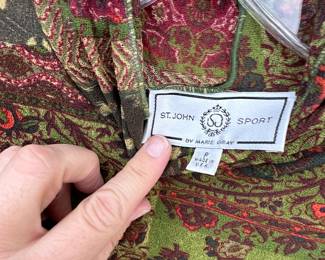 ST. JOHN SJ SPORT
BY MARIE GRAY
P
MADE IN
U.S.A.